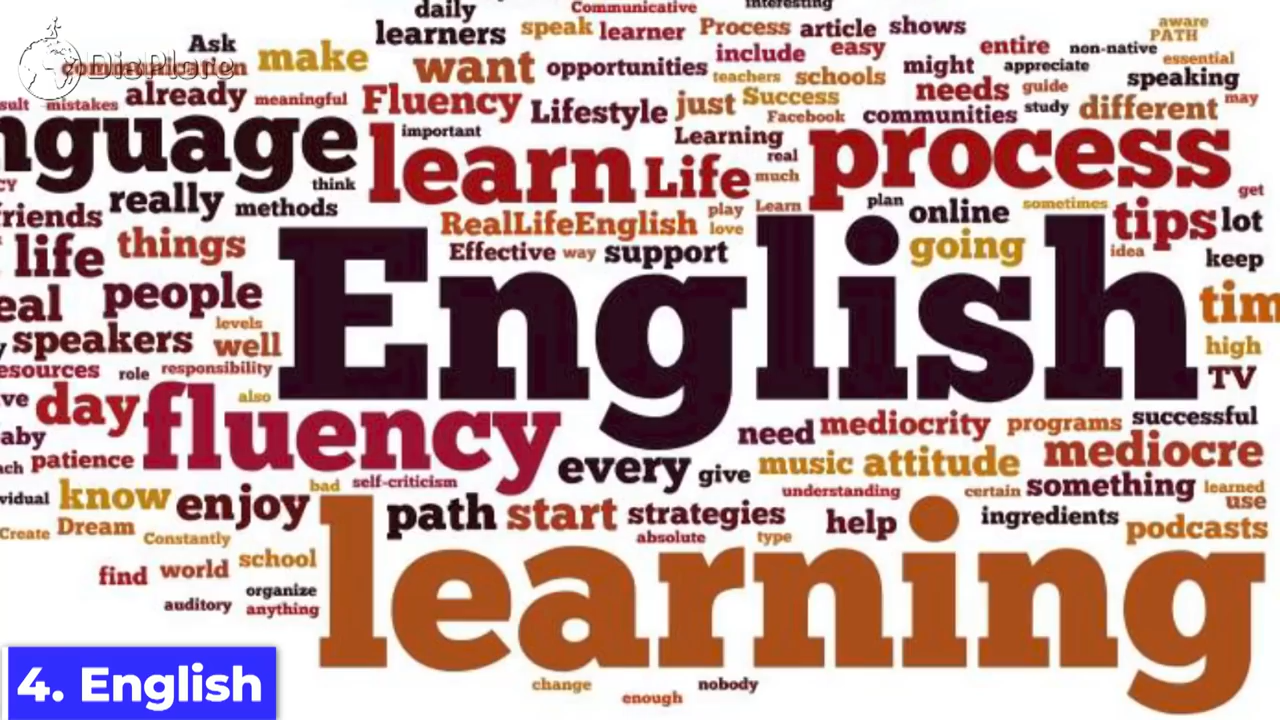 daily Communicative interesting
learners speak learner Process article shows aware
PATH
Ask make want opportunities include easy entire non-native essential
DisPlore
communication
teachers schools might appreciate speaking
mistakes already meaningful Fluency Lifestyle just Success needs guide different may
important Facebook communities study
nguage learn Learning process
think Life real
much
really methods Learn plan online sometimes tips lot get
friends RealLifeEnglish play
love
life things Effective way support going idea keep
people English tim
speakers levels
well high
esources role responsibility TV
day also
fluency need mediocrity programs successful
patience every give music attitude mediocre
vidual know enjoy bad self-criticism understanding certain something learned
use
Create Dream Constantly path start strategies help ingredients podcasts
absolute type
find world school
organize
auditory anything
learning
change enough nobody
4. English